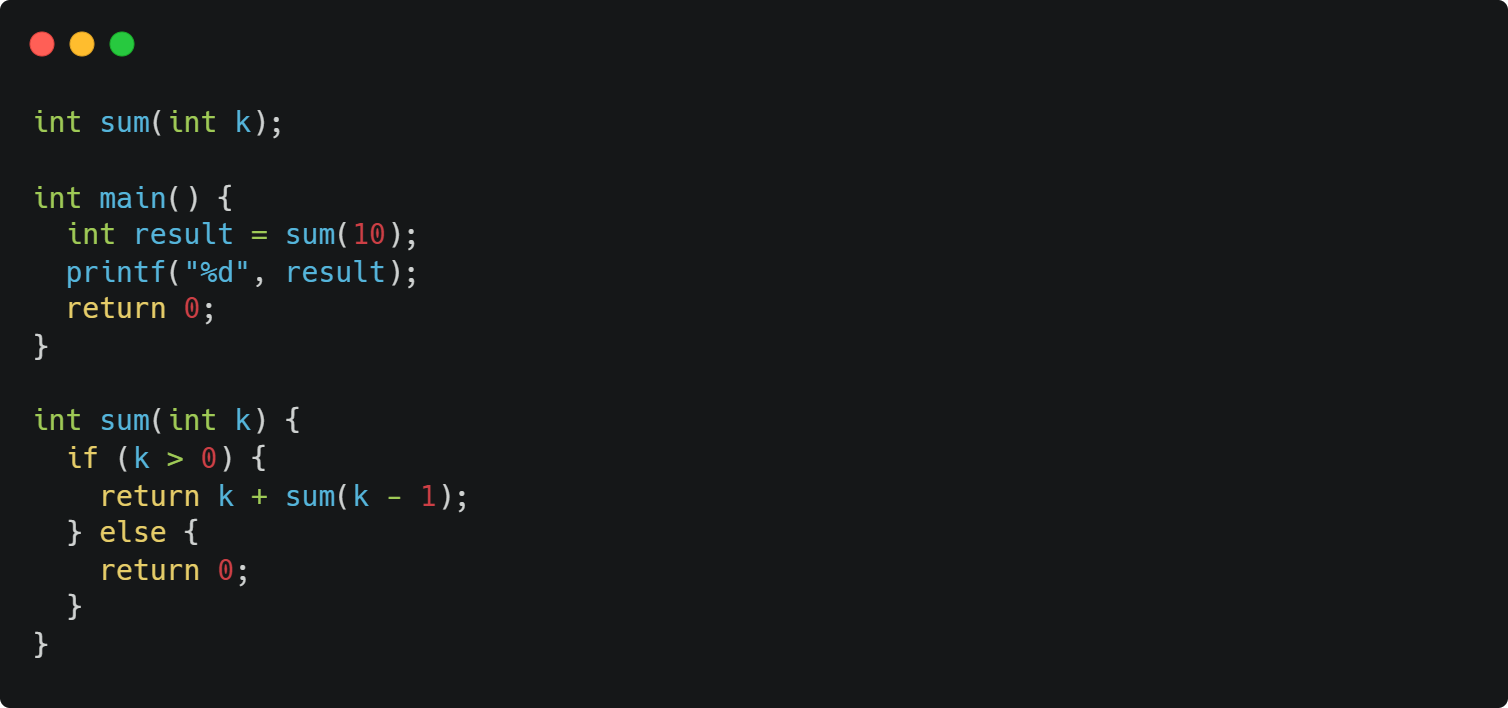 int sum(int k);

int main() {
  int result = sum(10);
  printf("%d", result);
  return 0;
}

int sum(int k) {
  if (k > 0) {
    return k + sum(k - 1);
  } else {
    return 0;
  }
}